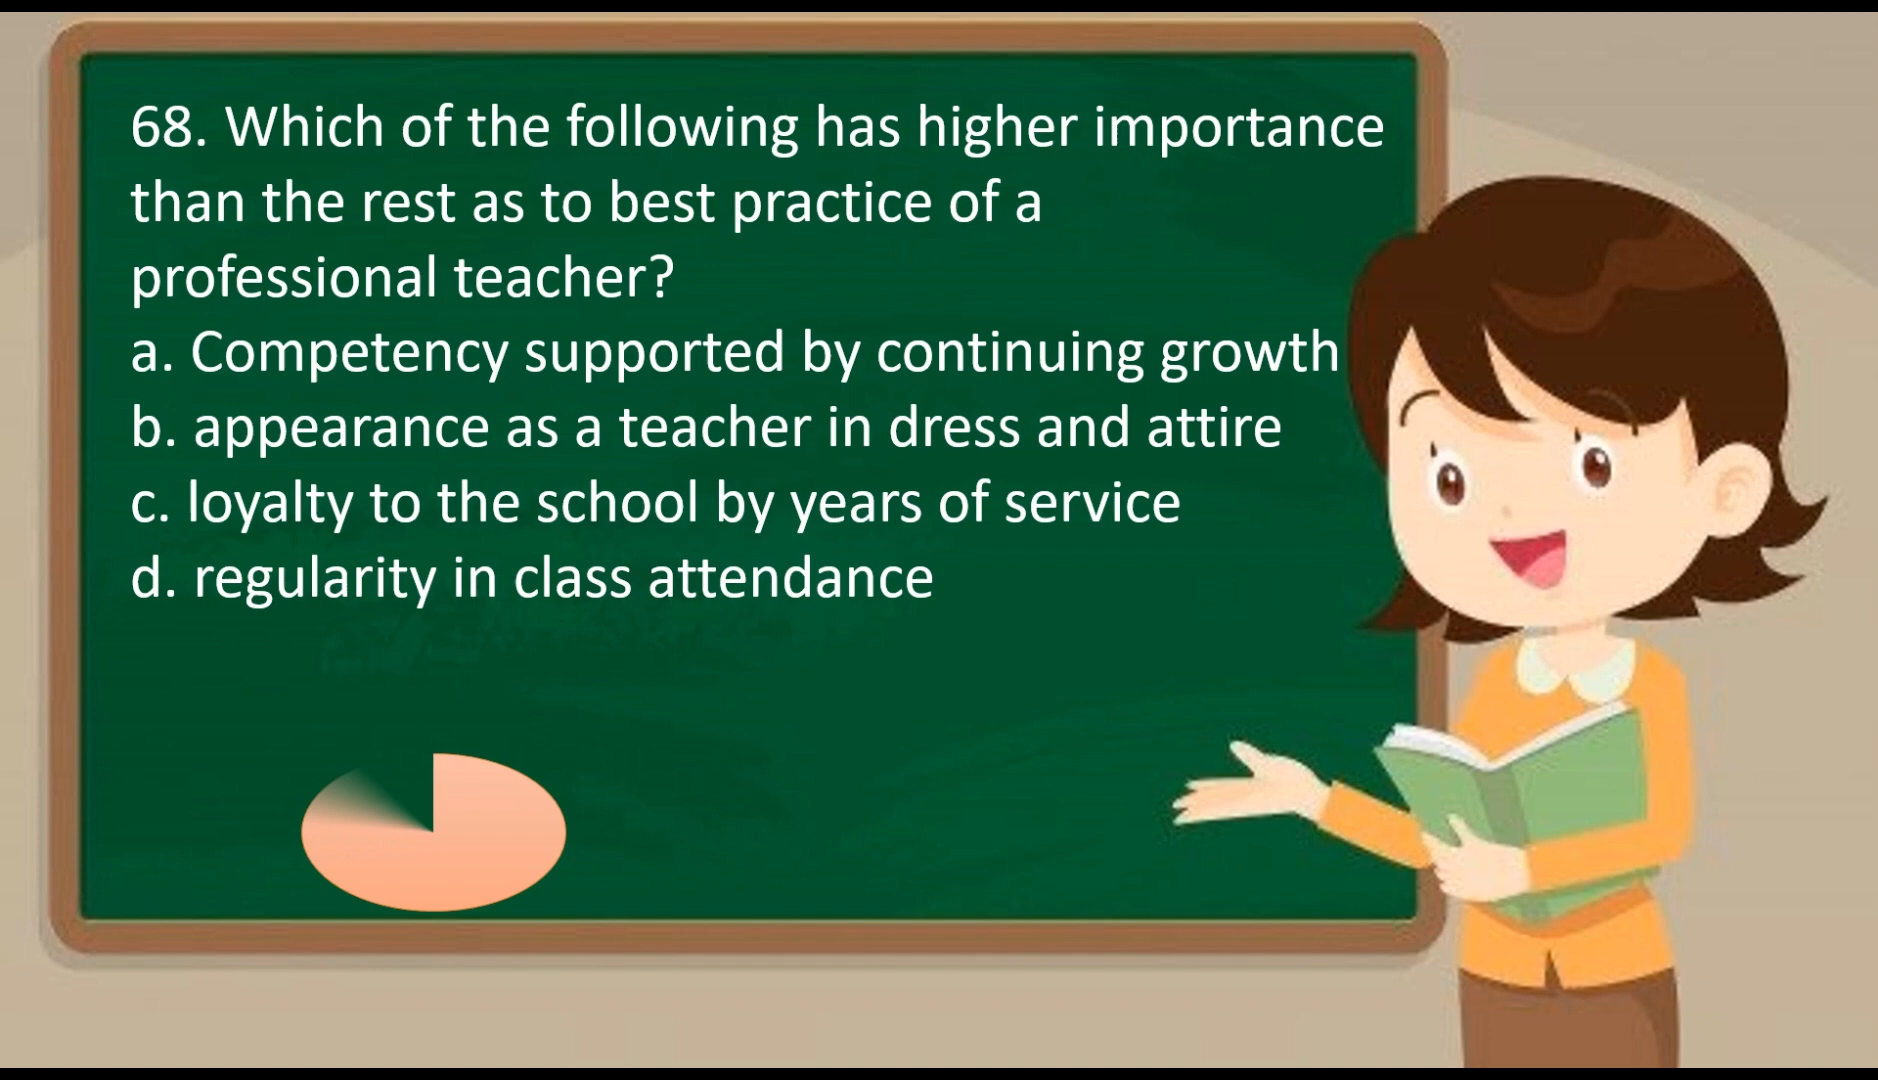 68. Which of the following has higher importance
than the rest as to best practice of a
professional teacher?
a. Competency supported by continuing growth
b. appearance as a teacher in dress and attire
c. loyalty to the school by years of service
d. regularity in class attendance